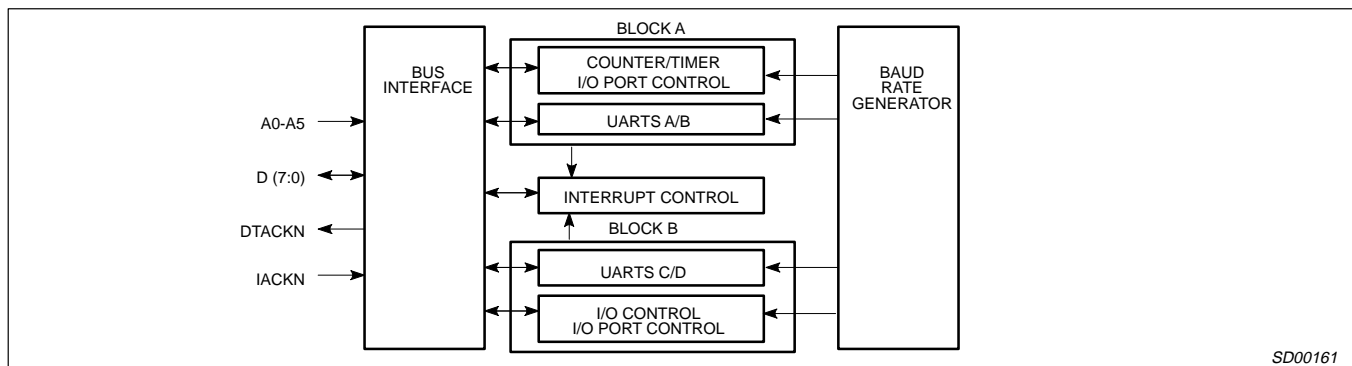 BLOCK A
BUS
INTERFACE
A0-A5
D (7:0)
DTACKN
IACKN
COUNTER/TIMER
I/O PORT CONTROL
UARTS A/B
INTERRUPT CONTROL
BLOCK B
UARTS C/D
I/O CONTROL
I/O PORT CONTROL
BAUD
RATE
GENERATOR
SD00161